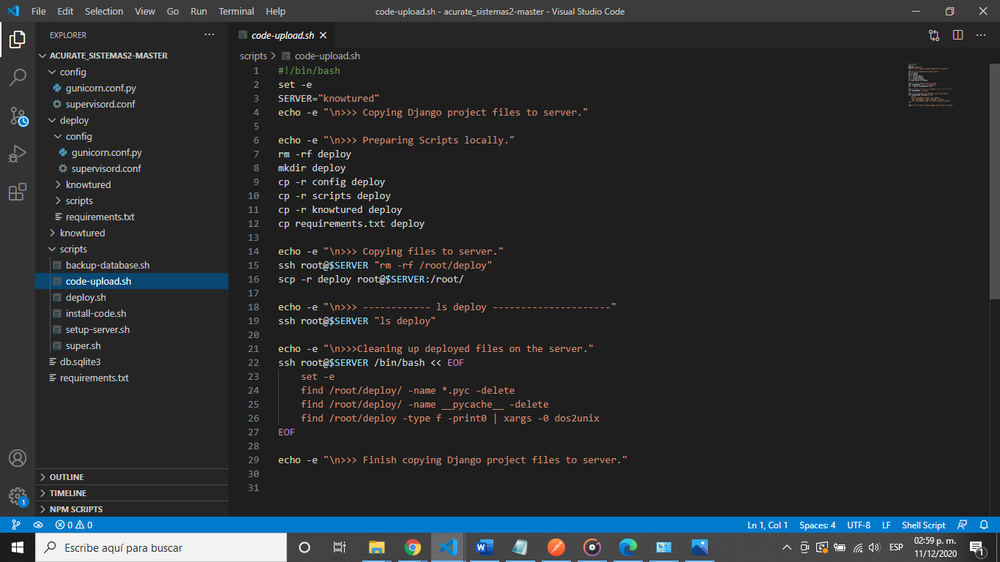 File Edit Selection View Go Run Terminal Help code-upload.sh - acurate_sistemas2-master - Visual Studio Code
EXPLORER
ACURATE_SISTEMAS2-MASTER
config
gunicorn.conf.py
supervisord.conf
deploy
config
gunicorn.conf.py
supervisord.conf
knowtured
scripts
requirements.txt
knowtured
scripts
backup-database.sh
code-upload.sh
deploy.sh
install-code.sh
setup-server.sh
super.sh
db.sqlite3
requirements.txt
OUTLINE
TIMELINE
NPM SCRIPTS
1
code-upload.sh
scripts > code-upload.sh
1 #!/bin/bash
2 set -e
3 SERVER="knowtured"
4 echo -e "\n>>> Copying Django project files to server."
5
6 echo -e "\n>>> Preparing Scripts locally."
7 rm -rf deploy
8 mkdir deploy
9 cp -r config deploy
10 cp -r scripts deploy
11 cp -r knowtured deploy
12 cp requirements.txt deploy
13
14 echo -e "\n>>> Copying files to server."
15 ssh root@$SERVER "rm -rf /root/deploy"
16 scp -r deploy root@$SERVER:/root/
17
18 echo -e "\n>>> ------------ ls deploy ---------------------"
19 ssh root@$SERVER "ls deploy"
20
21 echo -e "\n>>>Cleaning up deployed files on the server."
22 ssh root@$SERVER /bin/bash << EOF
23     set -e
24     find /root/deploy/ -name *.pyc -delete
25     find /root/deploy/ -name __pycache__ -delete
26     find /root/deploy -type f -print0 | xargs -0 dos2unix
27 EOF
28
29 echo -e "\n>>> Finish copying Django project files to server."
30
31
0 0 Ln 1, Col 1 Spaces: 4 UTF-8 LF Shell Script
Escribe aquí para buscar
ESP
02:59 p. m.
11/12/2020
1